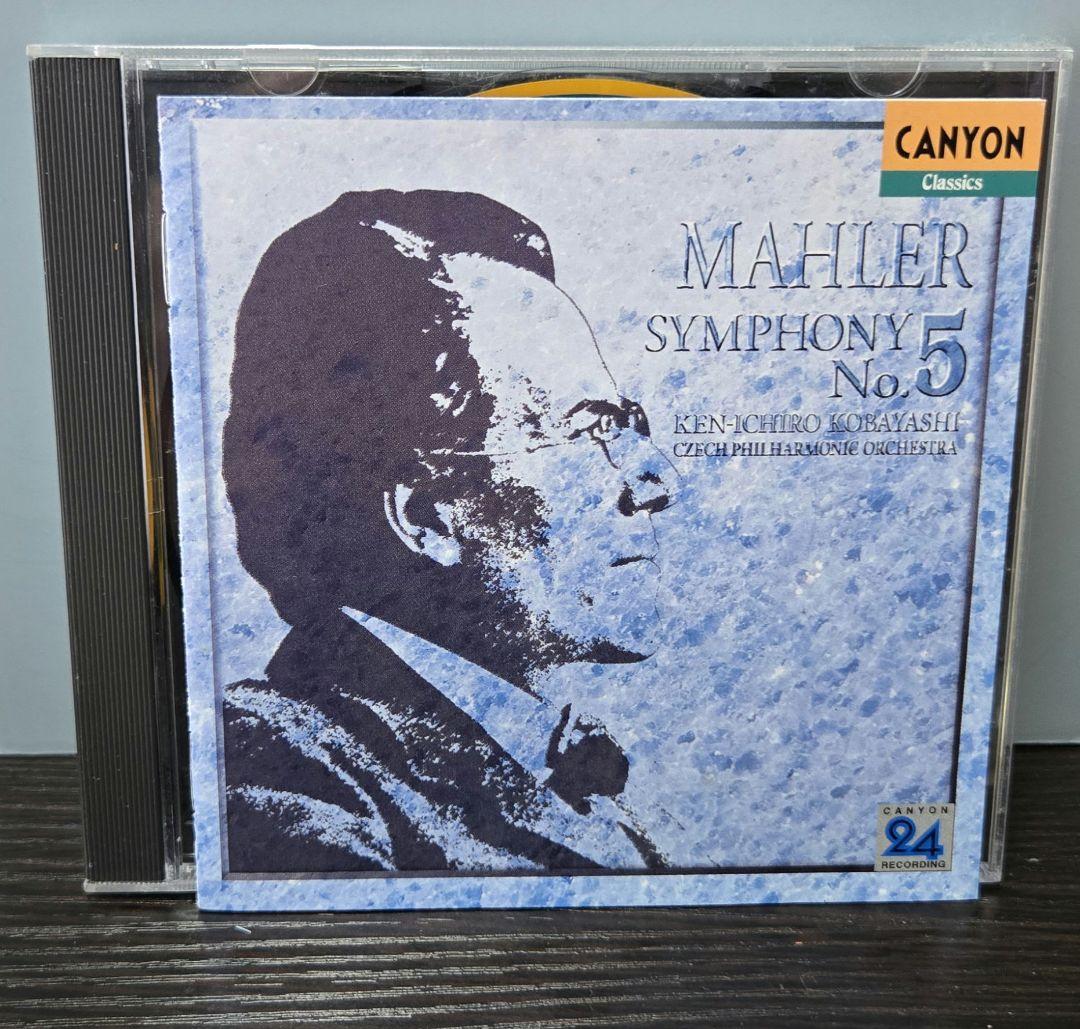 CANYON
Classics
MAHLER
SYMPHONY
No.5
KEN-ICHIRO KOBAYASHI
CZECH PHILHARMONIC ORCHESTRA
CANYON
24
RECORDING